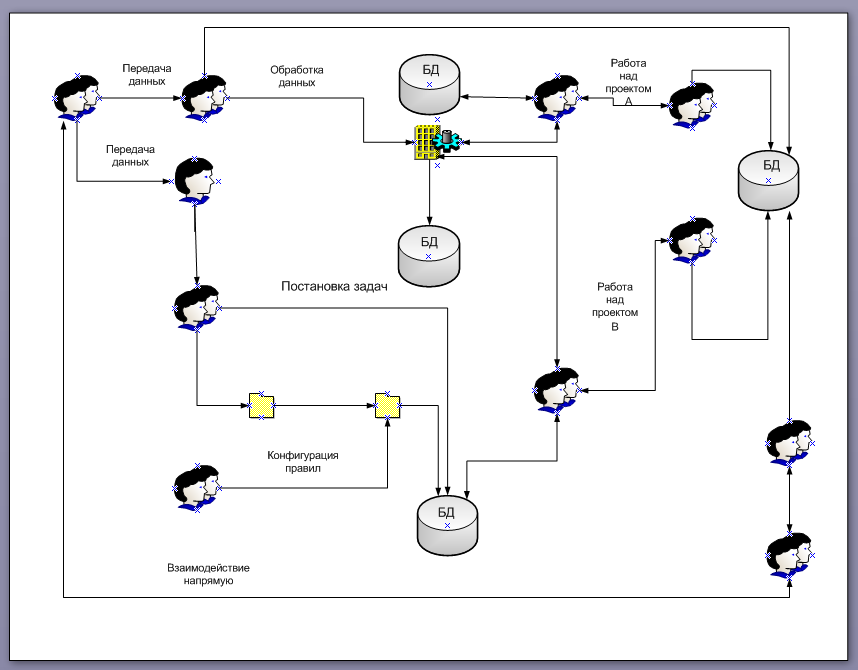 Передача
данных
Обработка
данных
БД
Работа
над
проектом
А
Передача
данных
БД
БД
Постановка задач
Работа
над
проектом
В
Конфигурация
правил
БД
Взаимодействие
напрямую